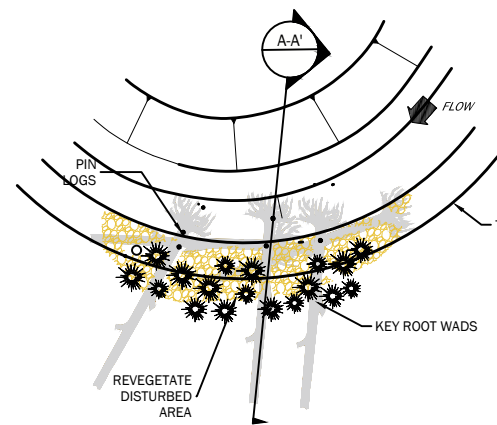 A-A'
FLOW
PIN
LOGS
KEY ROOT WADS
REVEGETATE
DISTURBED
AREA